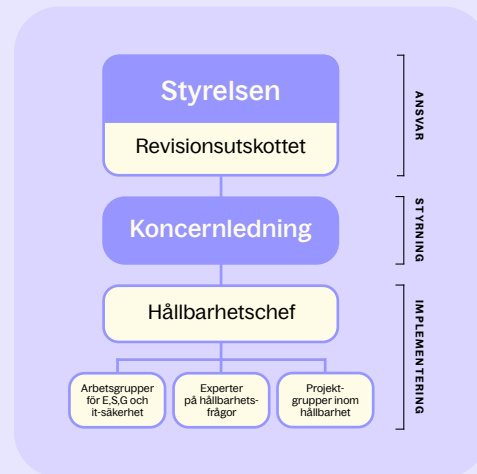 Styrelsen
Revisionsutskottet
ANSVAR
Koncernledning
STYRNING
Hållbarhetschef
IMPLEMENTERING
Arbetsgrupper
för E,S,G och
it-säkerhet
Experter
på hållbarhets-
frågor
Projekt-
grupper inom
hållbarhet